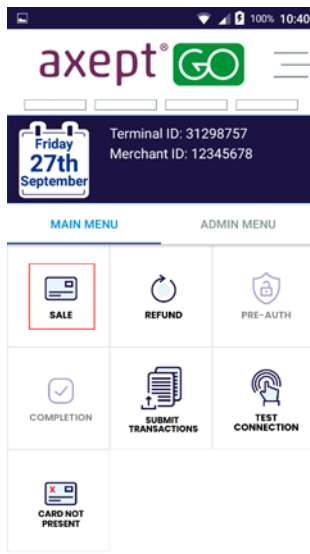 100% 10:40
axept® GO
Friday
27th
September
Terminal ID: 31298757
Merchant ID: 12345678
MAIN MENU
ADMIN MENU
SALE
REFUND
PRE-AUTH
COMPLETION
SUBMIT
TRANSACTIONS
TEST
CONNECTION
CARD NOT
PRESENT